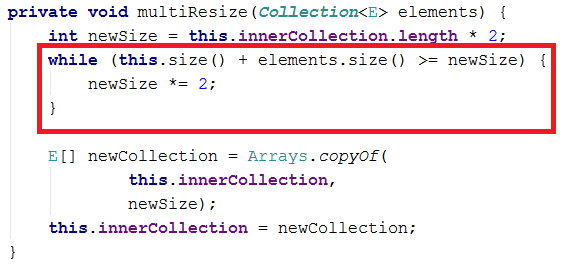 private void multiResize(Collection<E> elements) {
    int newSize = this.innerCollection.length * 2;
    while (this.size() + elements.size() >= newSize) {
        newSize *= 2;
    }

    E[] newCollection = Arrays.copyOf(
            this.innerCollection,
            newSize);
    this.innerCollection = newCollection;
}